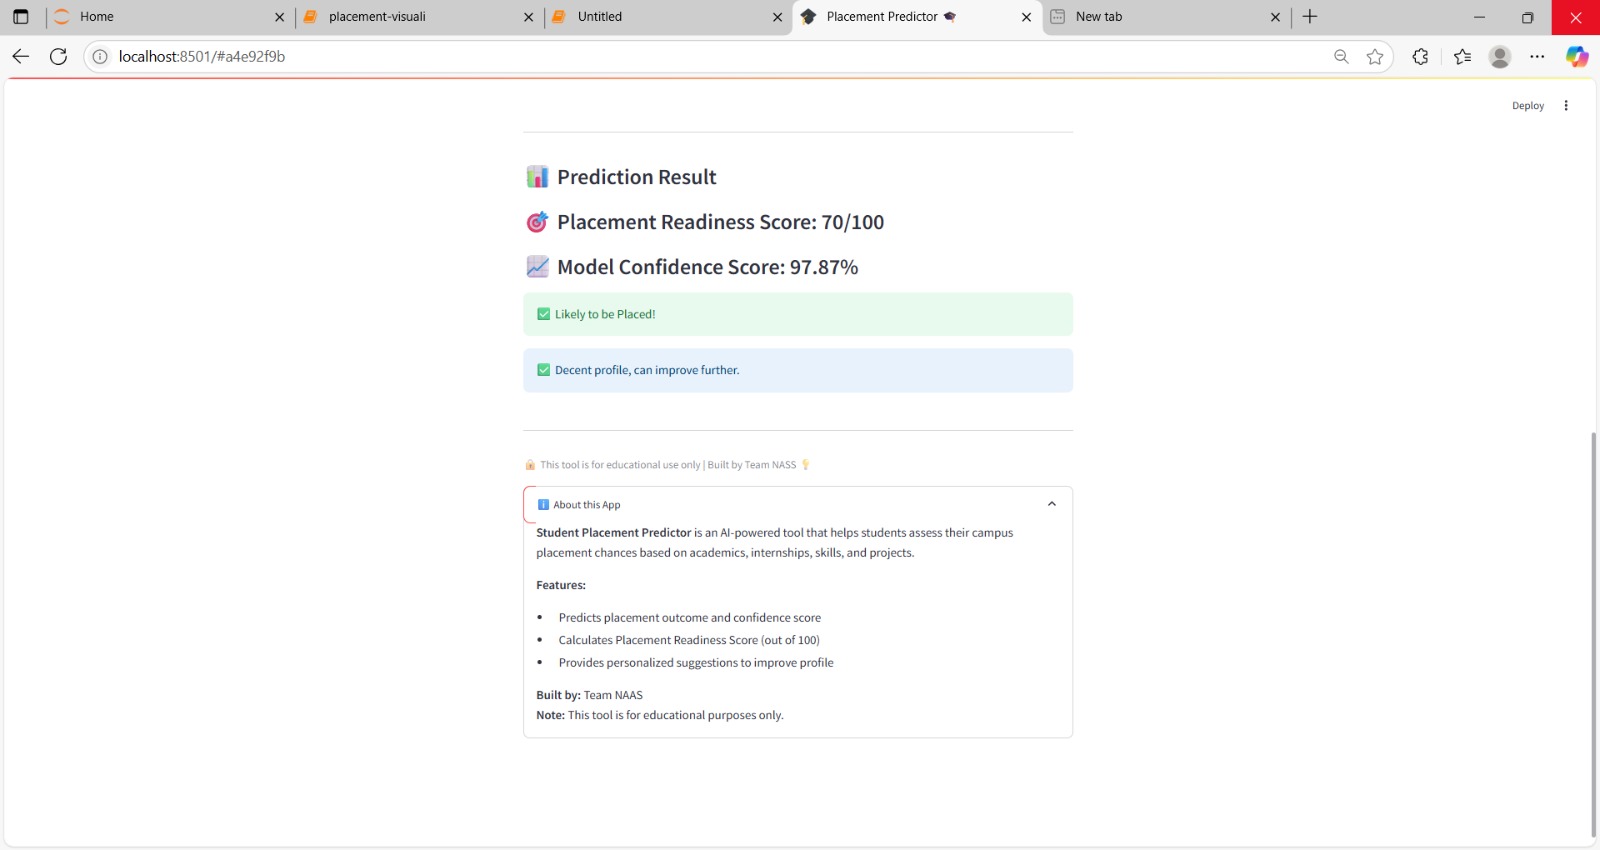 Home
placement-visuali
Untitled
Placement Predictor
New tab
localhost:8501/#a4e92f9b
Deploy
Prediction Result
Placement Readiness Score: 70/100
Model Confidence Score: 97.87%
Likely to be Placed!
Decent profile, can improve further.
This tool is for educational use only | Built by Team NASS
About this App
Student Placement Predictor is an AI-powered tool that helps students assess their campus
placement chances based on academics, internships, skills, and projects.
Features:
• Predicts placement outcome and confidence score
• Calculates Placement Readiness Score (out of 100)
• Provides personalized suggestions to improve profile
Built by: Team NAAS
Note: This tool is for educational purposes only.